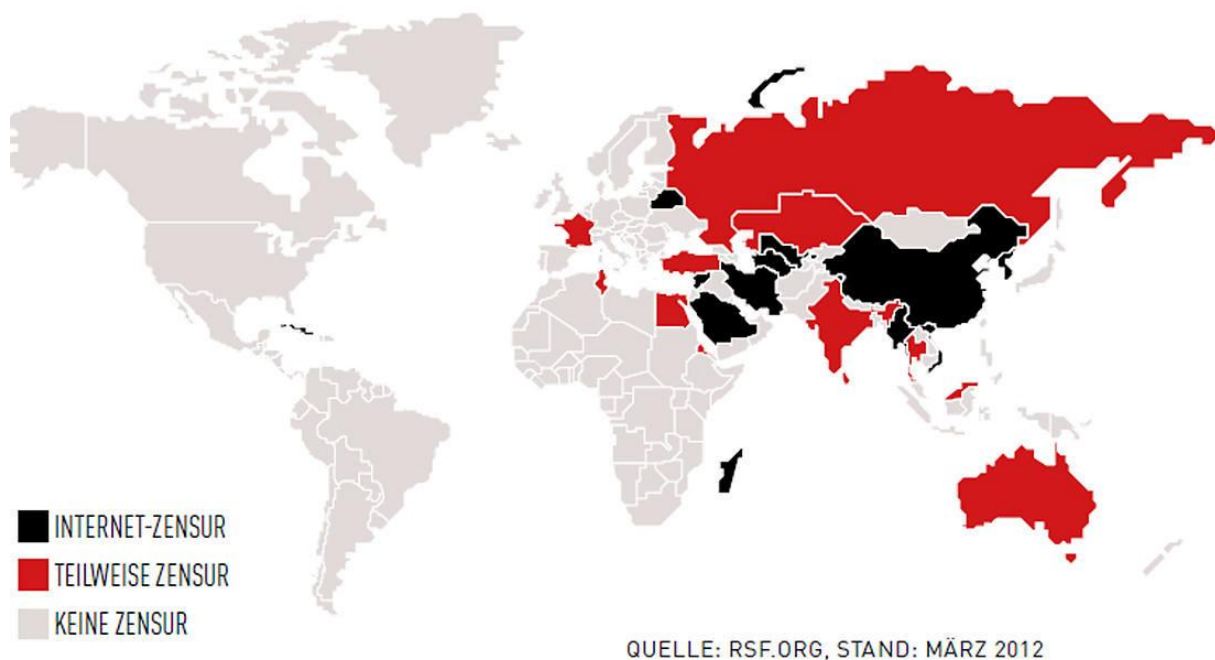 INTERNET-ZENSUR
TEILWEISE ZENSUR
KEINE ZENSUR
QUELLE: RSF.ORG, STAND: MÄRZ 2012